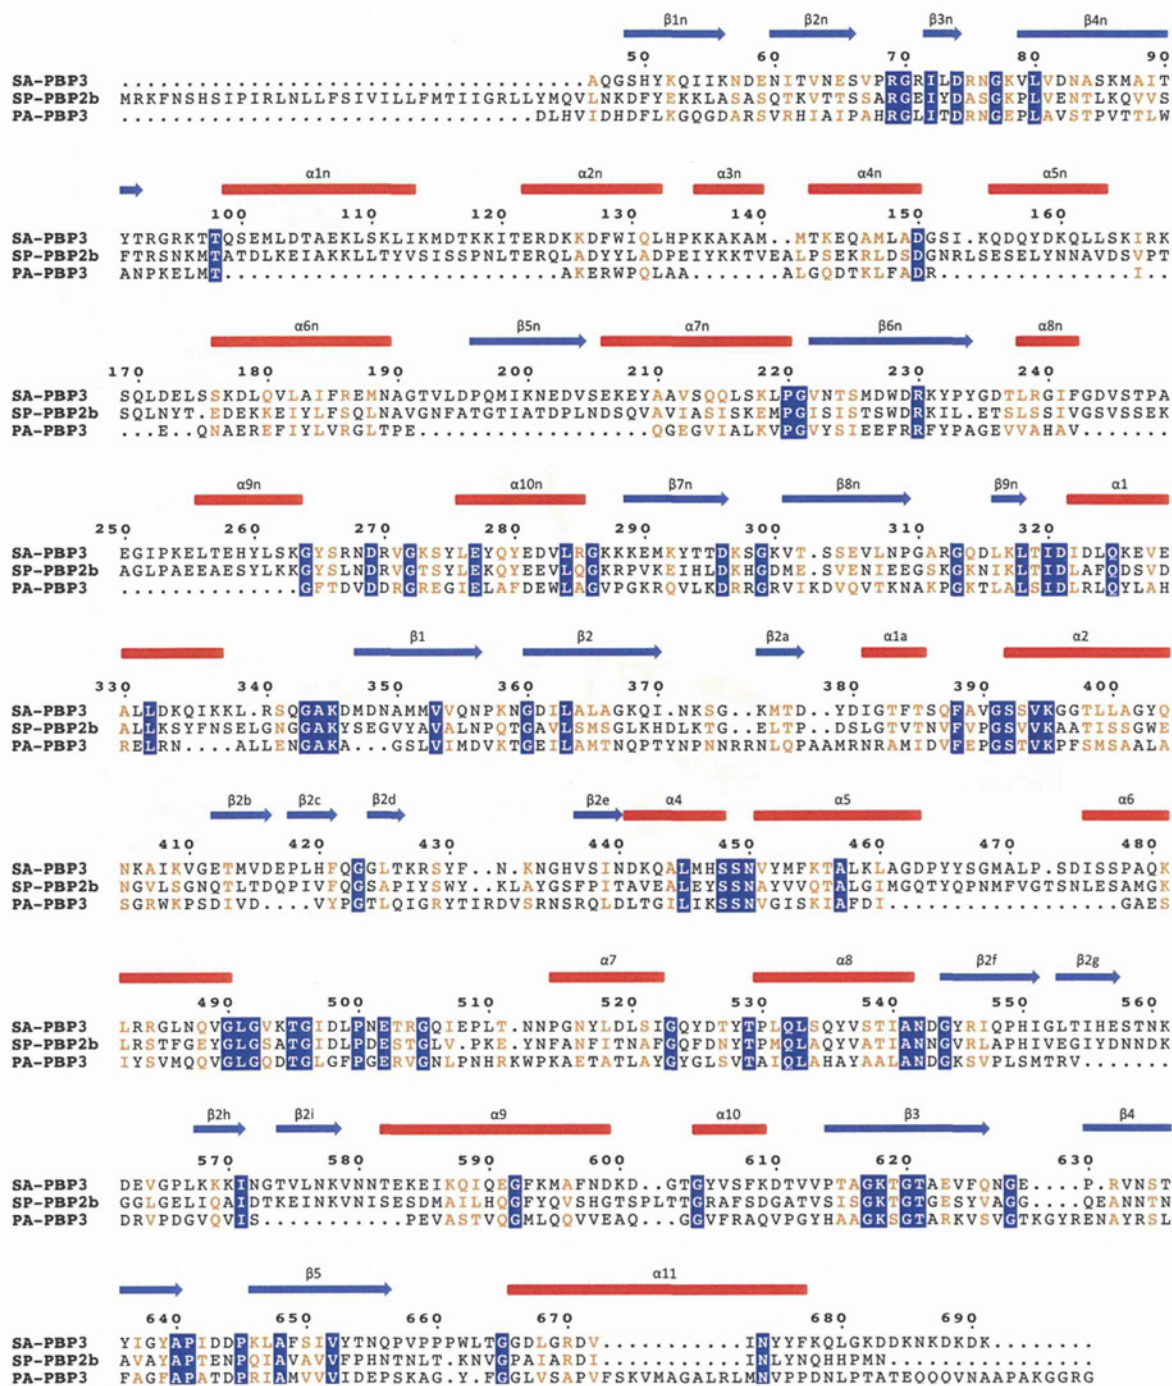 β1n β2n β3n β4n
50 60 70 80 90
SA-PBP3 ....................................AQGSHYKQIIKNDENITVNESVPRGRILDRNGKVLVDNASKMAIT
SP-PBP2b MRKFNSHSIPIRLNLLFSIVILLFMTIIGRLLYMQVLNKDFYEKKLASASQTKVTTSSARGEIYDASGKPLVENTLKQVVS
PA-PBP3 ................................DLHVIDHDFLKGQGDARSVRHIAIPAHRGLITDRNGEPLAVSTPVTTLW
α1n α2n α3n α4n α5n
100 110 120 130 140 150 160
SA-PBP3 YTRGRKTTQSEMLDTAEKLSKLIKMDTKKITERDKKDFWIQLHPKKAKAM..MTKEQAMLADGSI.KQDQYDKQLLSKIRK
SP-PBP2b FTRSNKMTATDLKEIAKKLLTYVSISSPNLTERQLADYYLADPEIYKKTVEALPSEKRLDSDGNRLSESELYNNAVDSVPT
PA-PBP3 ANPKELMT....................AKERWPQLAA.....ALGQDTKLFADR......................I.
α6n β5n α7n β6n α8n
170 180 190 200 210 220 230 240
SA-PBP3 SQLDELSSKDLQVLAIFREMNAGTVLDPQMIKNEDVSEKEYAAVSQQLSKLPGVNTSMDWDRKYPYGDTLRGIFGDVSTPA
SP-PBP2b SQLNYT.EDEKKEIYLFSQLNAVGNFATGTIATDPLNDSQVAVIASISKEMPGISISTSWDRKIL.ETSLSSIVGSVSSEK
PA-PBP3 ...E..QNAEREFIYLVRGLTPE..................QGEGVIALKVPGVYSIEEFRRFYPAGEVVAHAV.......
α9n α10n β7n β8n β9n α1
250 260 270 280 290 300 310 320
SA-PBP3 EGIPKELTEHYLSKGYSRNDRVGKSYLEYQYEDVLRGKKKEMKYTTDKSGKVT.SSEVLNPGARGQDLKLTIDIDLQKEVE
SP-PBP2b AGLPAEEAESYLKKGYSLNDRVGTSYLEKQYEEVLQGKRPVKEIHLDKHGDME.SVENIEEGSKGKNIKLTIDLAFQDSVD
PA-PBP3 ..............GFTDVDDRGREGIELAFDEWLAGVPGKRQVLKDRRGRVIKDVQVTKNAKPGKTLALSIDLRLQYLAH
β1 β2 β2a α1a α2
330 340 350 360 370 380 390 400
SA-PBP3 ALLDKQIKKL.RSQGAKDMDNAMMVVQNPKNGDILALAGKQI.NKSG..KMTD..YDIGTFTSQFAVGSSVKGGTLLAGYQ
SP-PBP2b ALLKSYFNSELGNGGAKYSEGVYAVALNPQTGAVLSMSGLKHDLKTG..ELTP..DSLGTVTNVFVPGSVVKAATISSGWE
PA-PBP3 RELRN....ALLENGAKA...GSLVIMDVKTGEILAMTNQPTYNPNNRRNLQPAAMRNRAMIDVFEPGSTVKPFSMSAALA
β2b β2c β2d β2e α4 α5 α6
410 420 430 440 450 460 470 480
SA-PBP3 NKAIKVGETMVDEPLHFQGGLTKRSYF..N.KNGHVSINDKQALMHSSNVYMFKTALKLAGDPYYSGMALP.SDISSPAQK
SP-PBP2b NGVLSGNQTLTDQPIVFQGSAPIYSWY..KLAYGSFPITAVEALEYSSNAYVVQTALGIMGQTYQPNMFVGTSNLESAMGK
PA-PBP3 SGRWKPSDIVD....VYPGTLQIGRYTIRDVSRNSRQLDLTGILIKSSNVGISKIAFDI..................GAES
α7 α8 β2f β2g
490 500 510 520 530 540 550 560
SA-PBP3 LRRGLNQVGLGVKTGIDLPNETRGQIEPLT.NNPGNYLDLSIGQYDTYTPLQLSQYVSTIANDGYRIQPHIGLTIHESTNK
SP-PBP2b LRSTFGEYGLGSATGIDLPDESTGLV.PKE.YNFANFITNAFGQFDNYTPMQLAQYVATIANNGVRLAPHIVEGIYDNNDK
PA-PBP3 IYSVMQQVGLGQDTGLGFPGERVGNLPNHRKWPKAETATLAYGYGLSVTAIQLAHAYAALANDGKSVPLSMTRV.......
β2h β2i α9 α10 β3 β4
570 580 590 600 610 620 630
SA-PBP3 DEVGPLKKKINGTVLNKVNNTEKEIKQIQEGFKMAFNDKD..GTGYVSFKDTVVPTAGKTGTAEVFQNGE...P.RVNST
SP-PBP2b GGLGELIQAIDTKEINKVNISESDMAILHQGFYQVSHGTSPLTTGRAFSDGATVSISGKTGTGESYVAGG...QEANNTN
PA-PBP3 DRVPDGVQVIS...........PEVASTVQGMLQQVVEAQ...GGVFRAQVPGYHAAGKSGTARKVSVGTKGYRENAYRSL
β5 α11
640 650 660 670 680 690
SA-PBP3 YIGYAPIDDPKLAFSIVYTNQPVPPPWLTGGDLGRDV...........INYYFKQLGKDDKNKDKDK........
SP-PBP2b AVAYAPTENPQIAVAVVFPHNTNLT.KNVGPAIARDI...........INLYNQHHPMN................
PA-PBP3 FAGFAPATDPRIAMVVVIDEPSKAG.Y.FGGLVSAPVFSKVMAGALRLMNVPPDNLPTATEQQQVNAAPAKGGRG